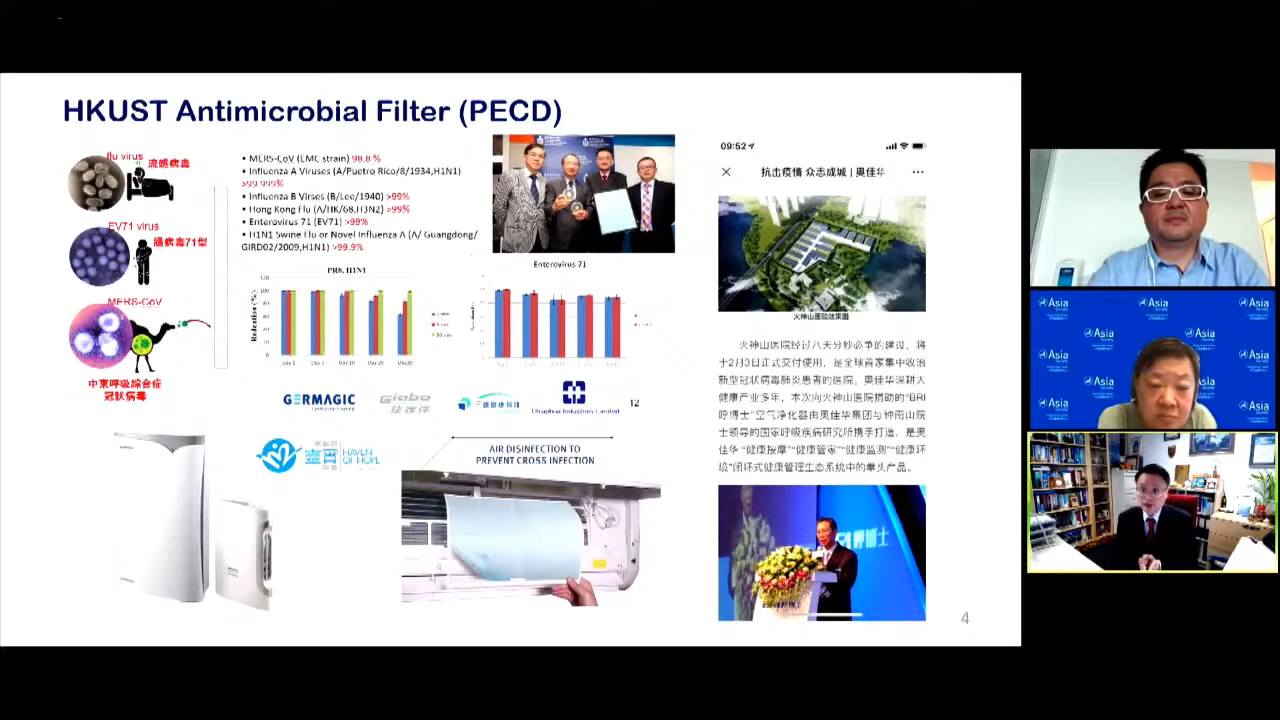 HKUST Antimicrobial Filter (PECD)
flu virus
流感病毒
EV71 virus
腸病毒71型
MERS-CoV
中東呼吸綜合症
冠狀病毒
• MERS-CoV (EMC strain) 98.8 %
• Influenza A Viruses (A/Puetro Rico/8/1934,H1N1)
>99.999%
• Influenza B Virses (B/Lee/1940) >99%
• Hong Kong Flu (A/HK/68,H3N2) >99%
• Enterovirus 71 (EV71) >99%
• H1N1 Swine Flu or Novel Influenza A (A/ Guangdong/
GIRD02/2009,H1N1) >99.9%
PR8, H1N1
Reduction (%)
Enterovirus 71
GERMAGIC
12
靈實
HAVEN
OF HOPE
AIR DISINFECTION TO
PREVENT CROSS INFECTION
09:52
抗击疫情 众志成城 | 奥佳华
火神山医院效果图
火神山医院经过八天分秒必争的建设，将
于2月3日正式交付使用，是全球首家集中收治
新型冠状病毒肺炎患者的医院。奥佳华深耕大
健康产业多年，本次向火神山医院捐助的“BRI
呼博士”空气净化器由奥佳华集团与钟南山院
士领导的国家呼吸疾病研究所携手打造，是奥
佳华“健康按摩”“健康管家”“健康监测”“健康环
境”闭环式健康管理生态系统中的拳头产品。
呼博士
4
Asia
Society